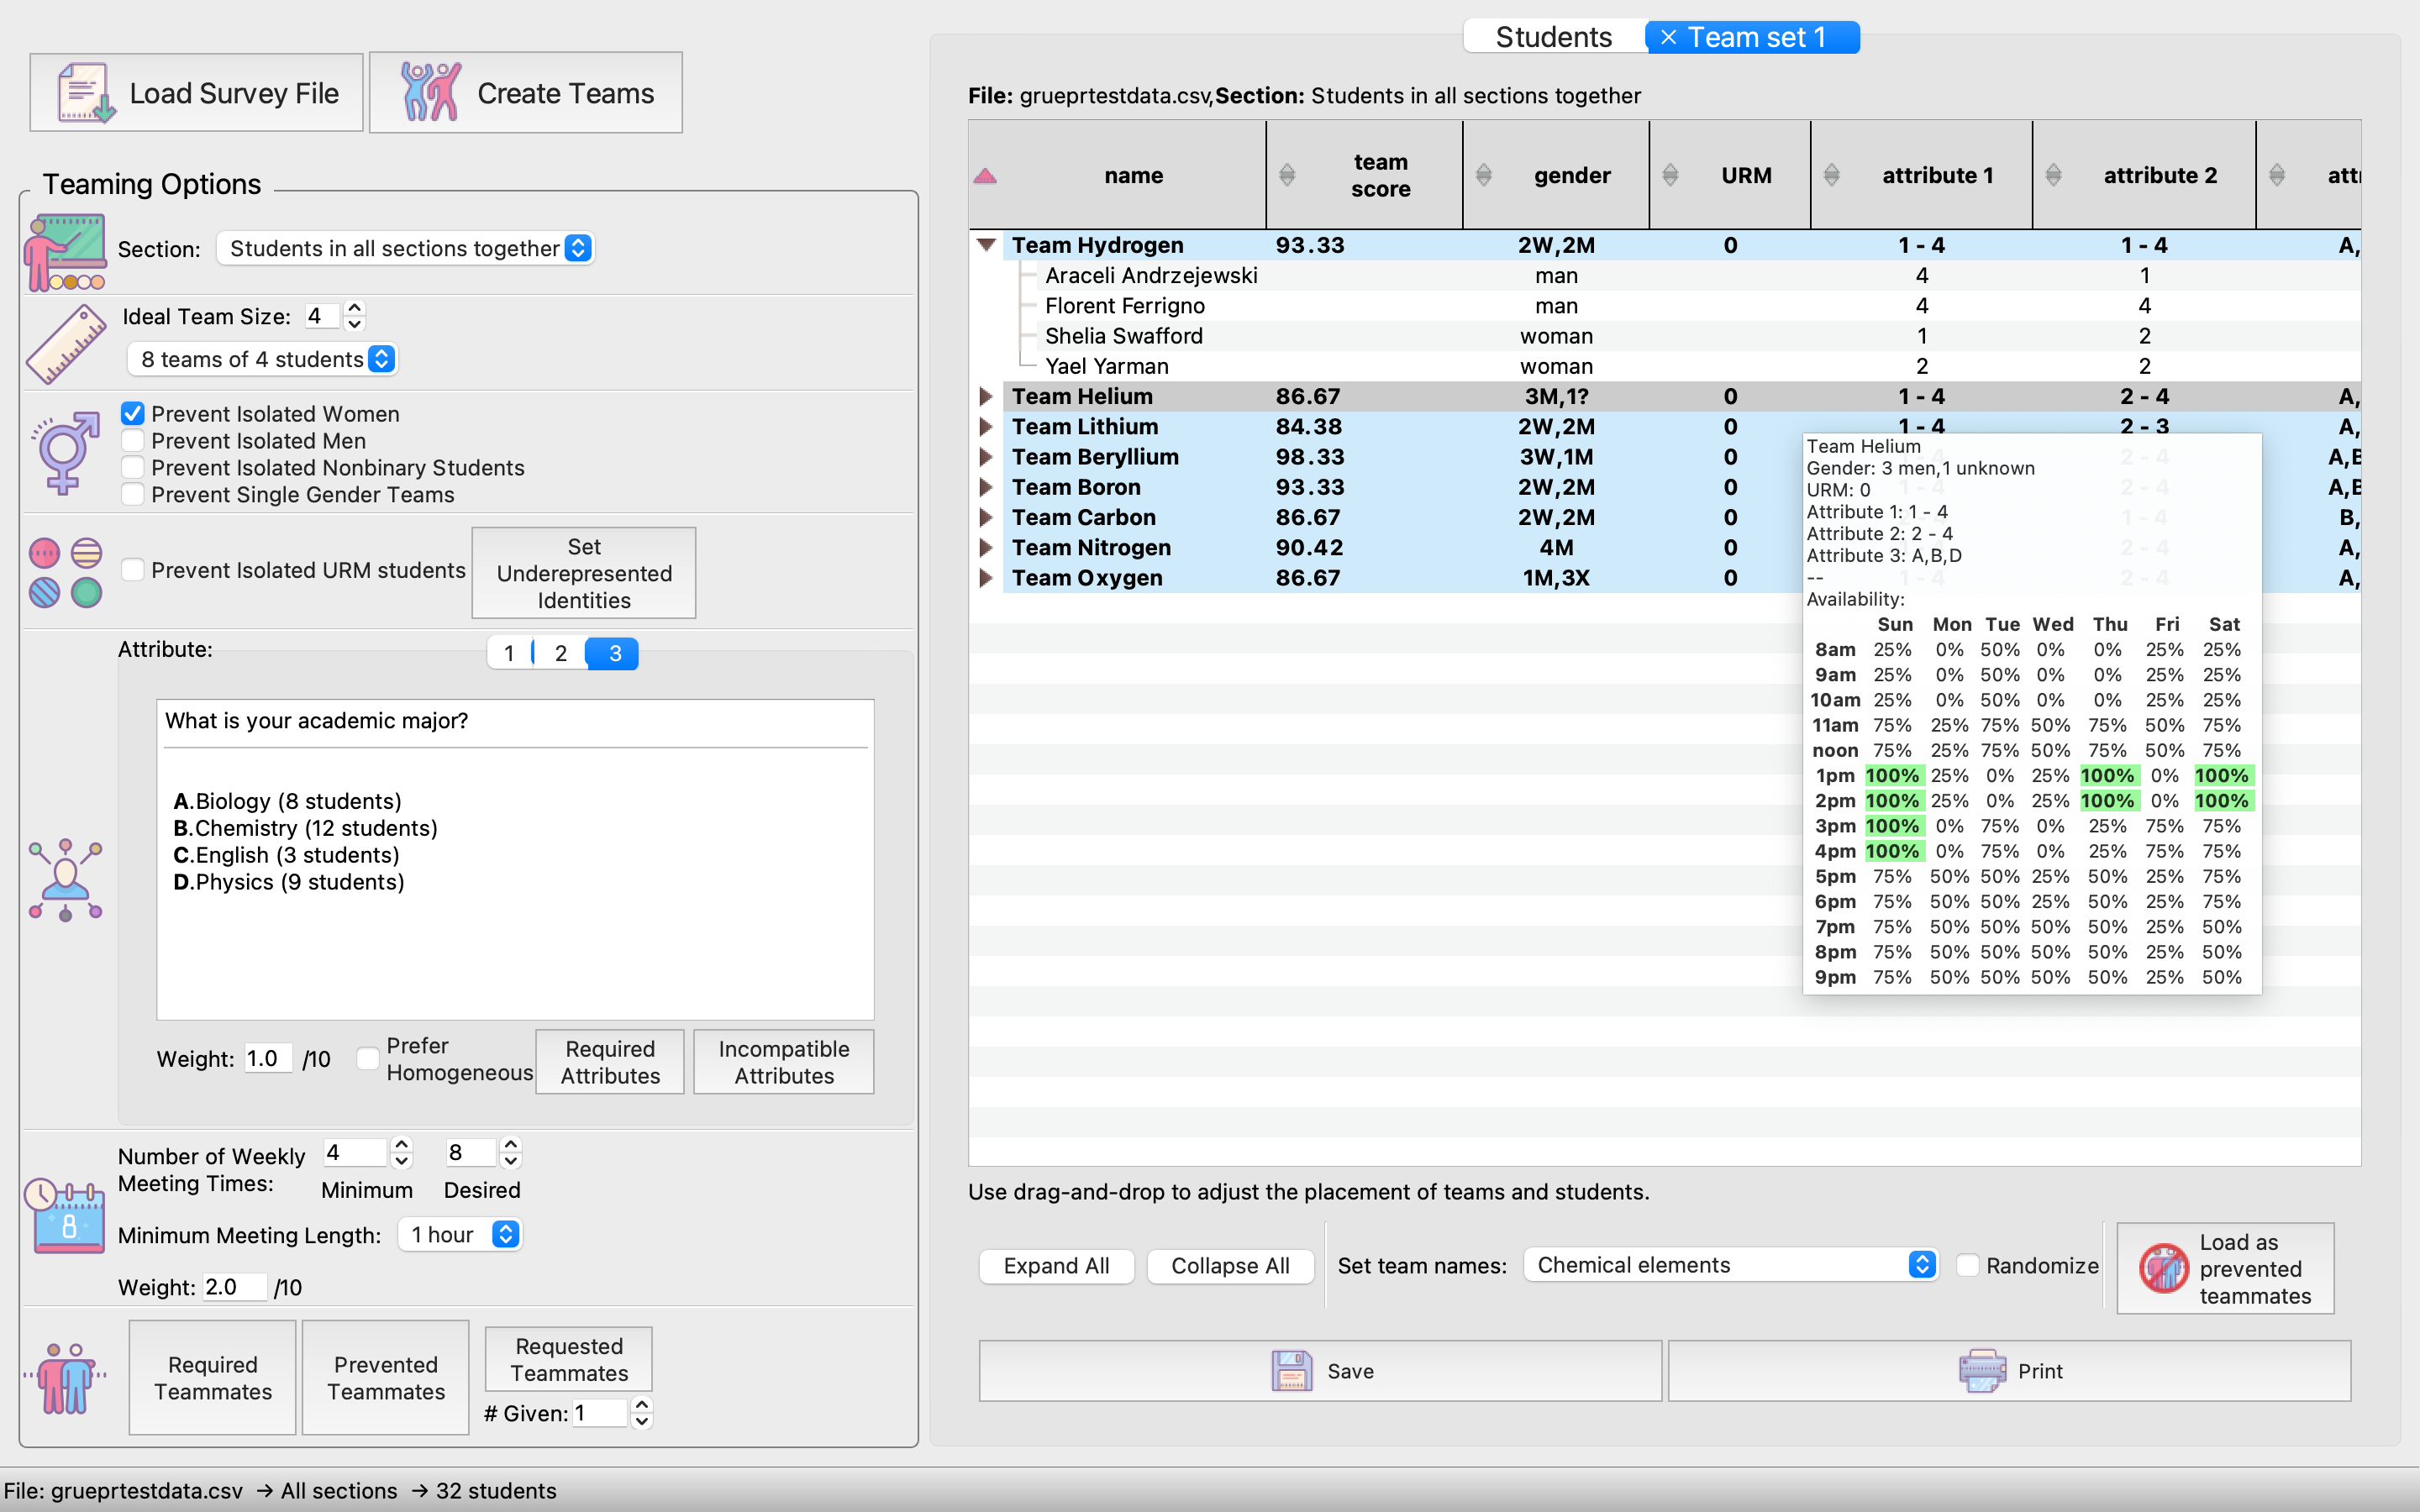 Load Survey File
Create Teams
Teaming Options
Section: Students in all sections together
Ideal Team Size: 4
8 teams of 4 students
Prevent Isolated Women
Prevent Isolated Men
Prevent Isolated Nonbinary Students
Prevent Single Gender Teams
Prevent Isolated URM students
Set
Underepresented
Identities
Attribute: 1 2 3
What is your academic major?
A.Biology (8 students)
B.Chemistry (12 students)
C.English (3 students)
D.Physics (9 students)
Weight: 1.0 /10
Prefer
Homogeneous
Required
Attributes
Incompatible
Attributes
Number of Weekly
Meeting Times:
4 8
Minimum Desired
Minimum Meeting Length: 1 hour
Weight: 2.0 /10
Required
Teammates
Prevented
Teammates
Requested
Teammates
# Given: 1
Students × Team set 1
File: grueprtestdata.csv,Section: Students in all sections together
name team score gender URM attribute 1 attribute 2
Team Hydrogen 93.33 2W,2M 0 1 - 4 1 - 4 A,
Araceli Andrzejewski man 4 1
Florent Ferrigno man 4 4
Shelia Swafford woman 1 2
Yael Yarman woman 2 2
Team Helium 86.67 3M,1? 0 1 - 4 2 - 4 A,
Team Lithium 84.38 2W,2M 0 1 - 4 2 - 3 A,
Team Beryllium 98.33 3W,1M 0 2 - 4 A,B
Team Boron 93.33 2W,2M 0 2 - 4 A,B
Team Carbon 86.67 2W,2M 0 1 - 4 B,
Team Nitrogen 90.42 4M 0 2 - 4 A,
Team Oxygen 86.67 1M,3X 0 1 - 4 2 - 4 A,
Team Helium
Gender: 3 men,1 unknown
URM: 0
Attribute 1: 1 - 4
Attribute 2: 2 - 4
Attribute 3: A,B,D
--
Availability:
Sun Mon Tue Wed Thu Fri Sat
8am 25% 0% 50% 0% 0% 25% 25%
9am 25% 0% 50% 0% 0% 25% 25%
10am 25% 0% 50% 0% 0% 25% 25%
11am 75% 25% 75% 50% 75% 50% 75%
noon 75% 25% 75% 50% 75% 50% 75%
1pm 100% 25% 0% 25% 100% 0% 100%
2pm 100% 25% 0% 25% 100% 0% 100%
3pm 100% 0% 75% 0% 25% 75% 75%
4pm 100% 0% 75% 0% 25% 75% 75%
5pm 75% 50% 50% 25% 50% 25% 75%
6pm 75% 50% 50% 25% 50% 25% 75%
7pm 75% 50% 50% 50% 50% 25% 50%
8pm 75% 50% 50% 50% 50% 25% 50%
9pm 75% 50% 50% 50% 50% 25% 50%
Use drag-and-drop to adjust the placement of teams and students.
Expand All
Collapse All
Set team names: Chemical elements
Randomize
Load as
prevented
teammates
Save
Print
File: grueprtestdata.csv → All sections → 32 students